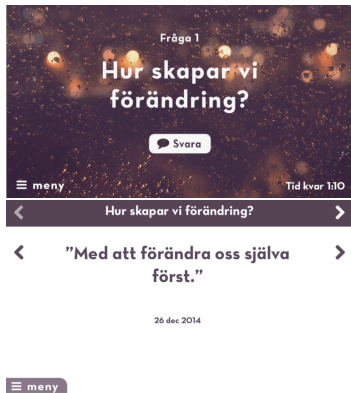 Fråga 1
Hur skapar vi
förändring?
Svara
meny
Tid kvar 1:10
Hur skapar vi förändring?
”Med att förändra oss själva
först.”
26 dec 2014
meny